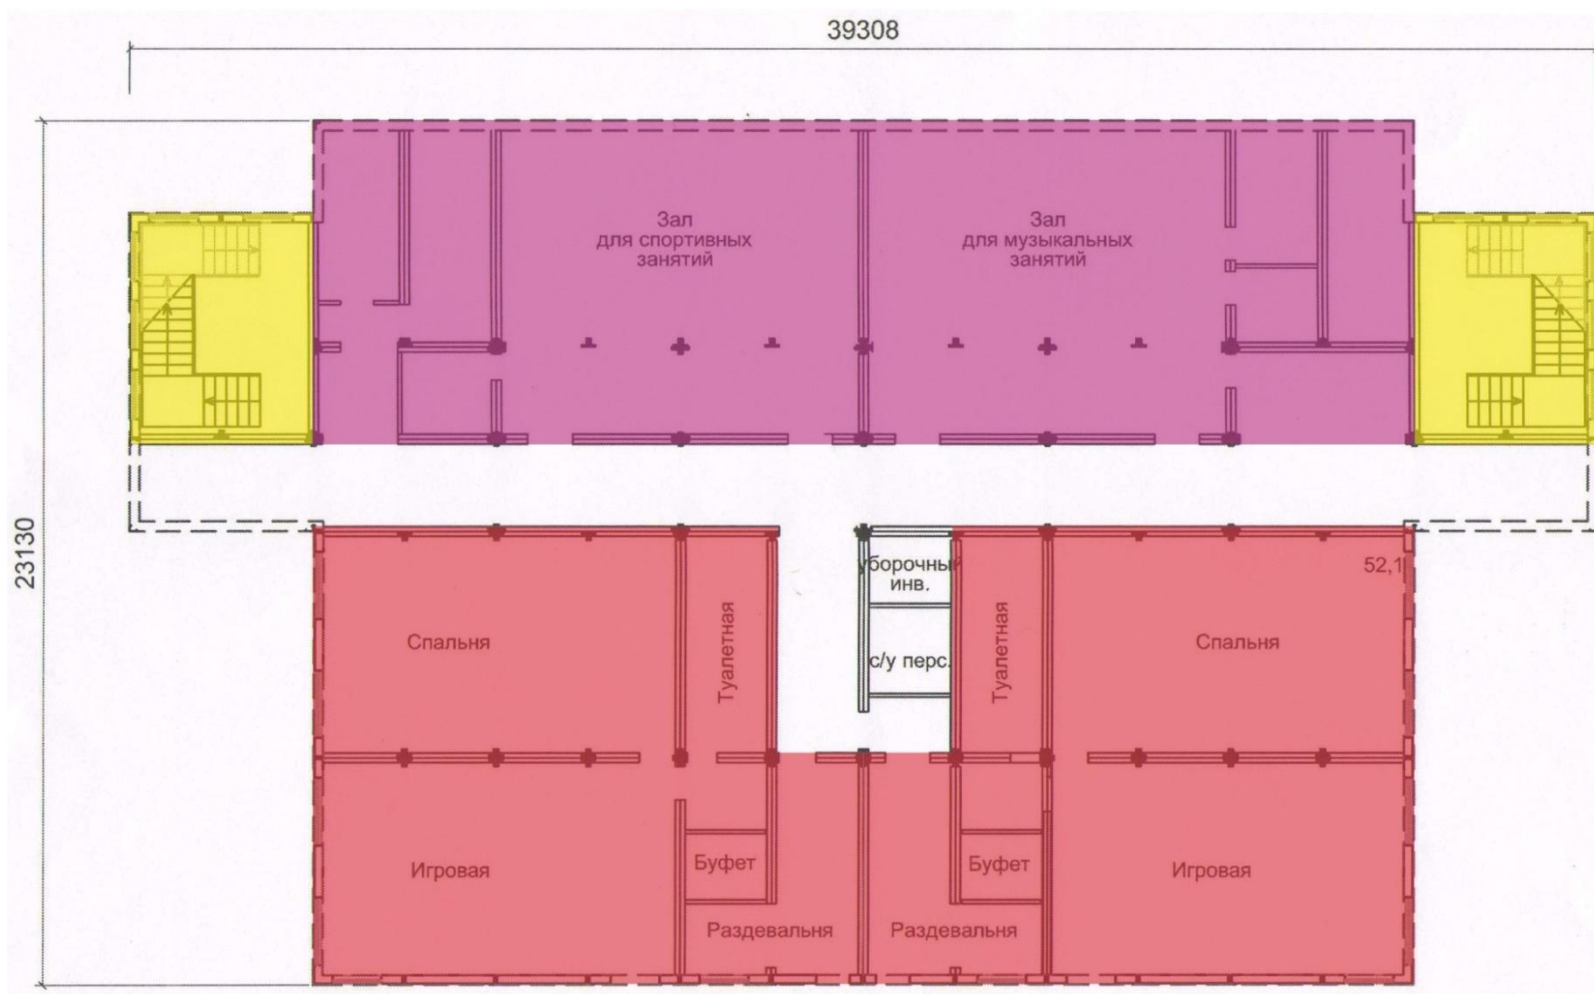 39308
Зал
для спортивных
занятий
Зал
для музыкальных
занятий
23130
уборочный
инв.
52,1
Спальня
Туалетная
с/у перс.
Туалетная
Спальня
Игровая
Буфет
Буфет
Игровая
Раздевальня
Раздевальня